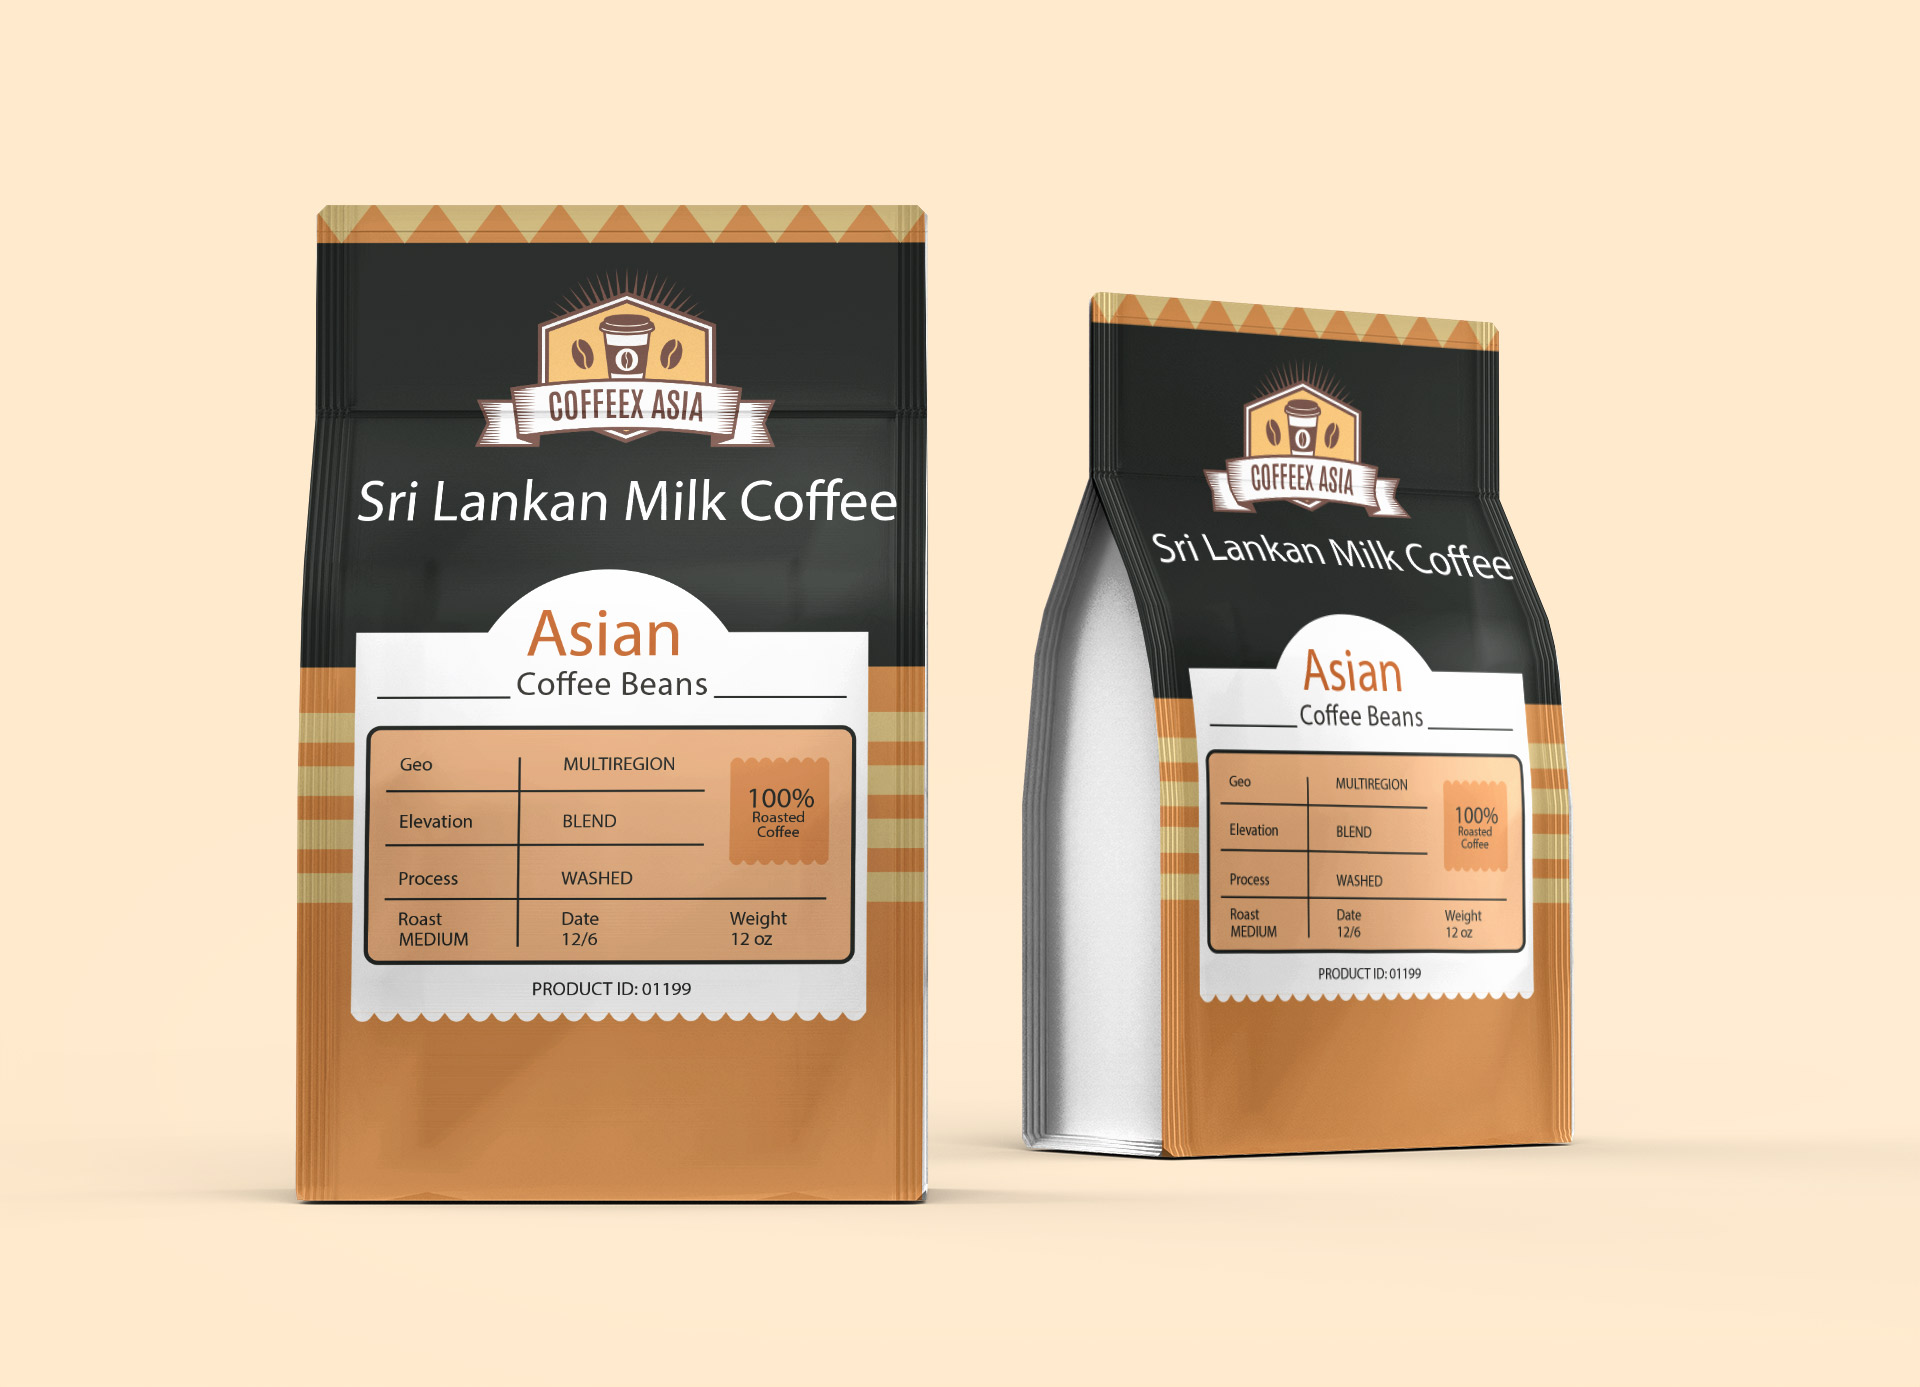 COFFEEX ASIA
Sri Lankan Milk Coffee
Asian
Coffee Beans
Geo MULTIREGION
Elevation BLEND
Process WASHED
100%
Roasted
Coffee
Roast Date Weight
MEDIUM 12/6 12 oz
PRODUCT ID: 01199
COFFEEX ASIA
Sri Lankan Milk Coffee
Asian
Coffee Beans
Geo MULTIREGION
Elevation BLEND
Process WASHED
100%
Roasted
Coffee
Roast Date Weight
MEDIUM 12/6 12 oz
PRODUCT ID: 01199